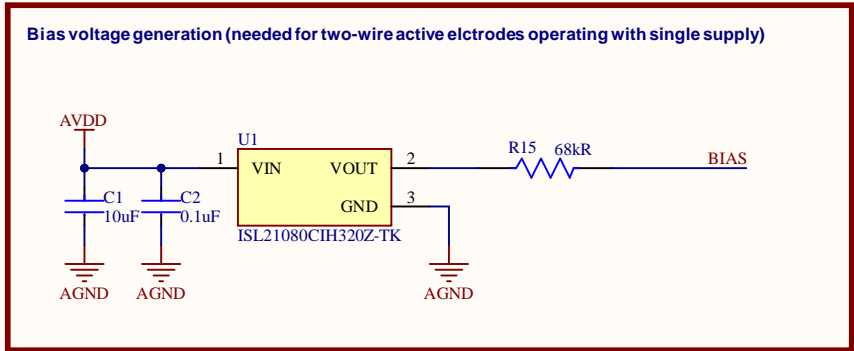 Bias voltage generation (needed for two-wire active elctrodes operating with single supply)
AVDD
U1
1
VIN
VOUT
2
R15
68kR
BIAS
C1
10uF
C2
0.1uF
GND
3
ISL21080CIH320Z-TK
AGND
AGND
AGND